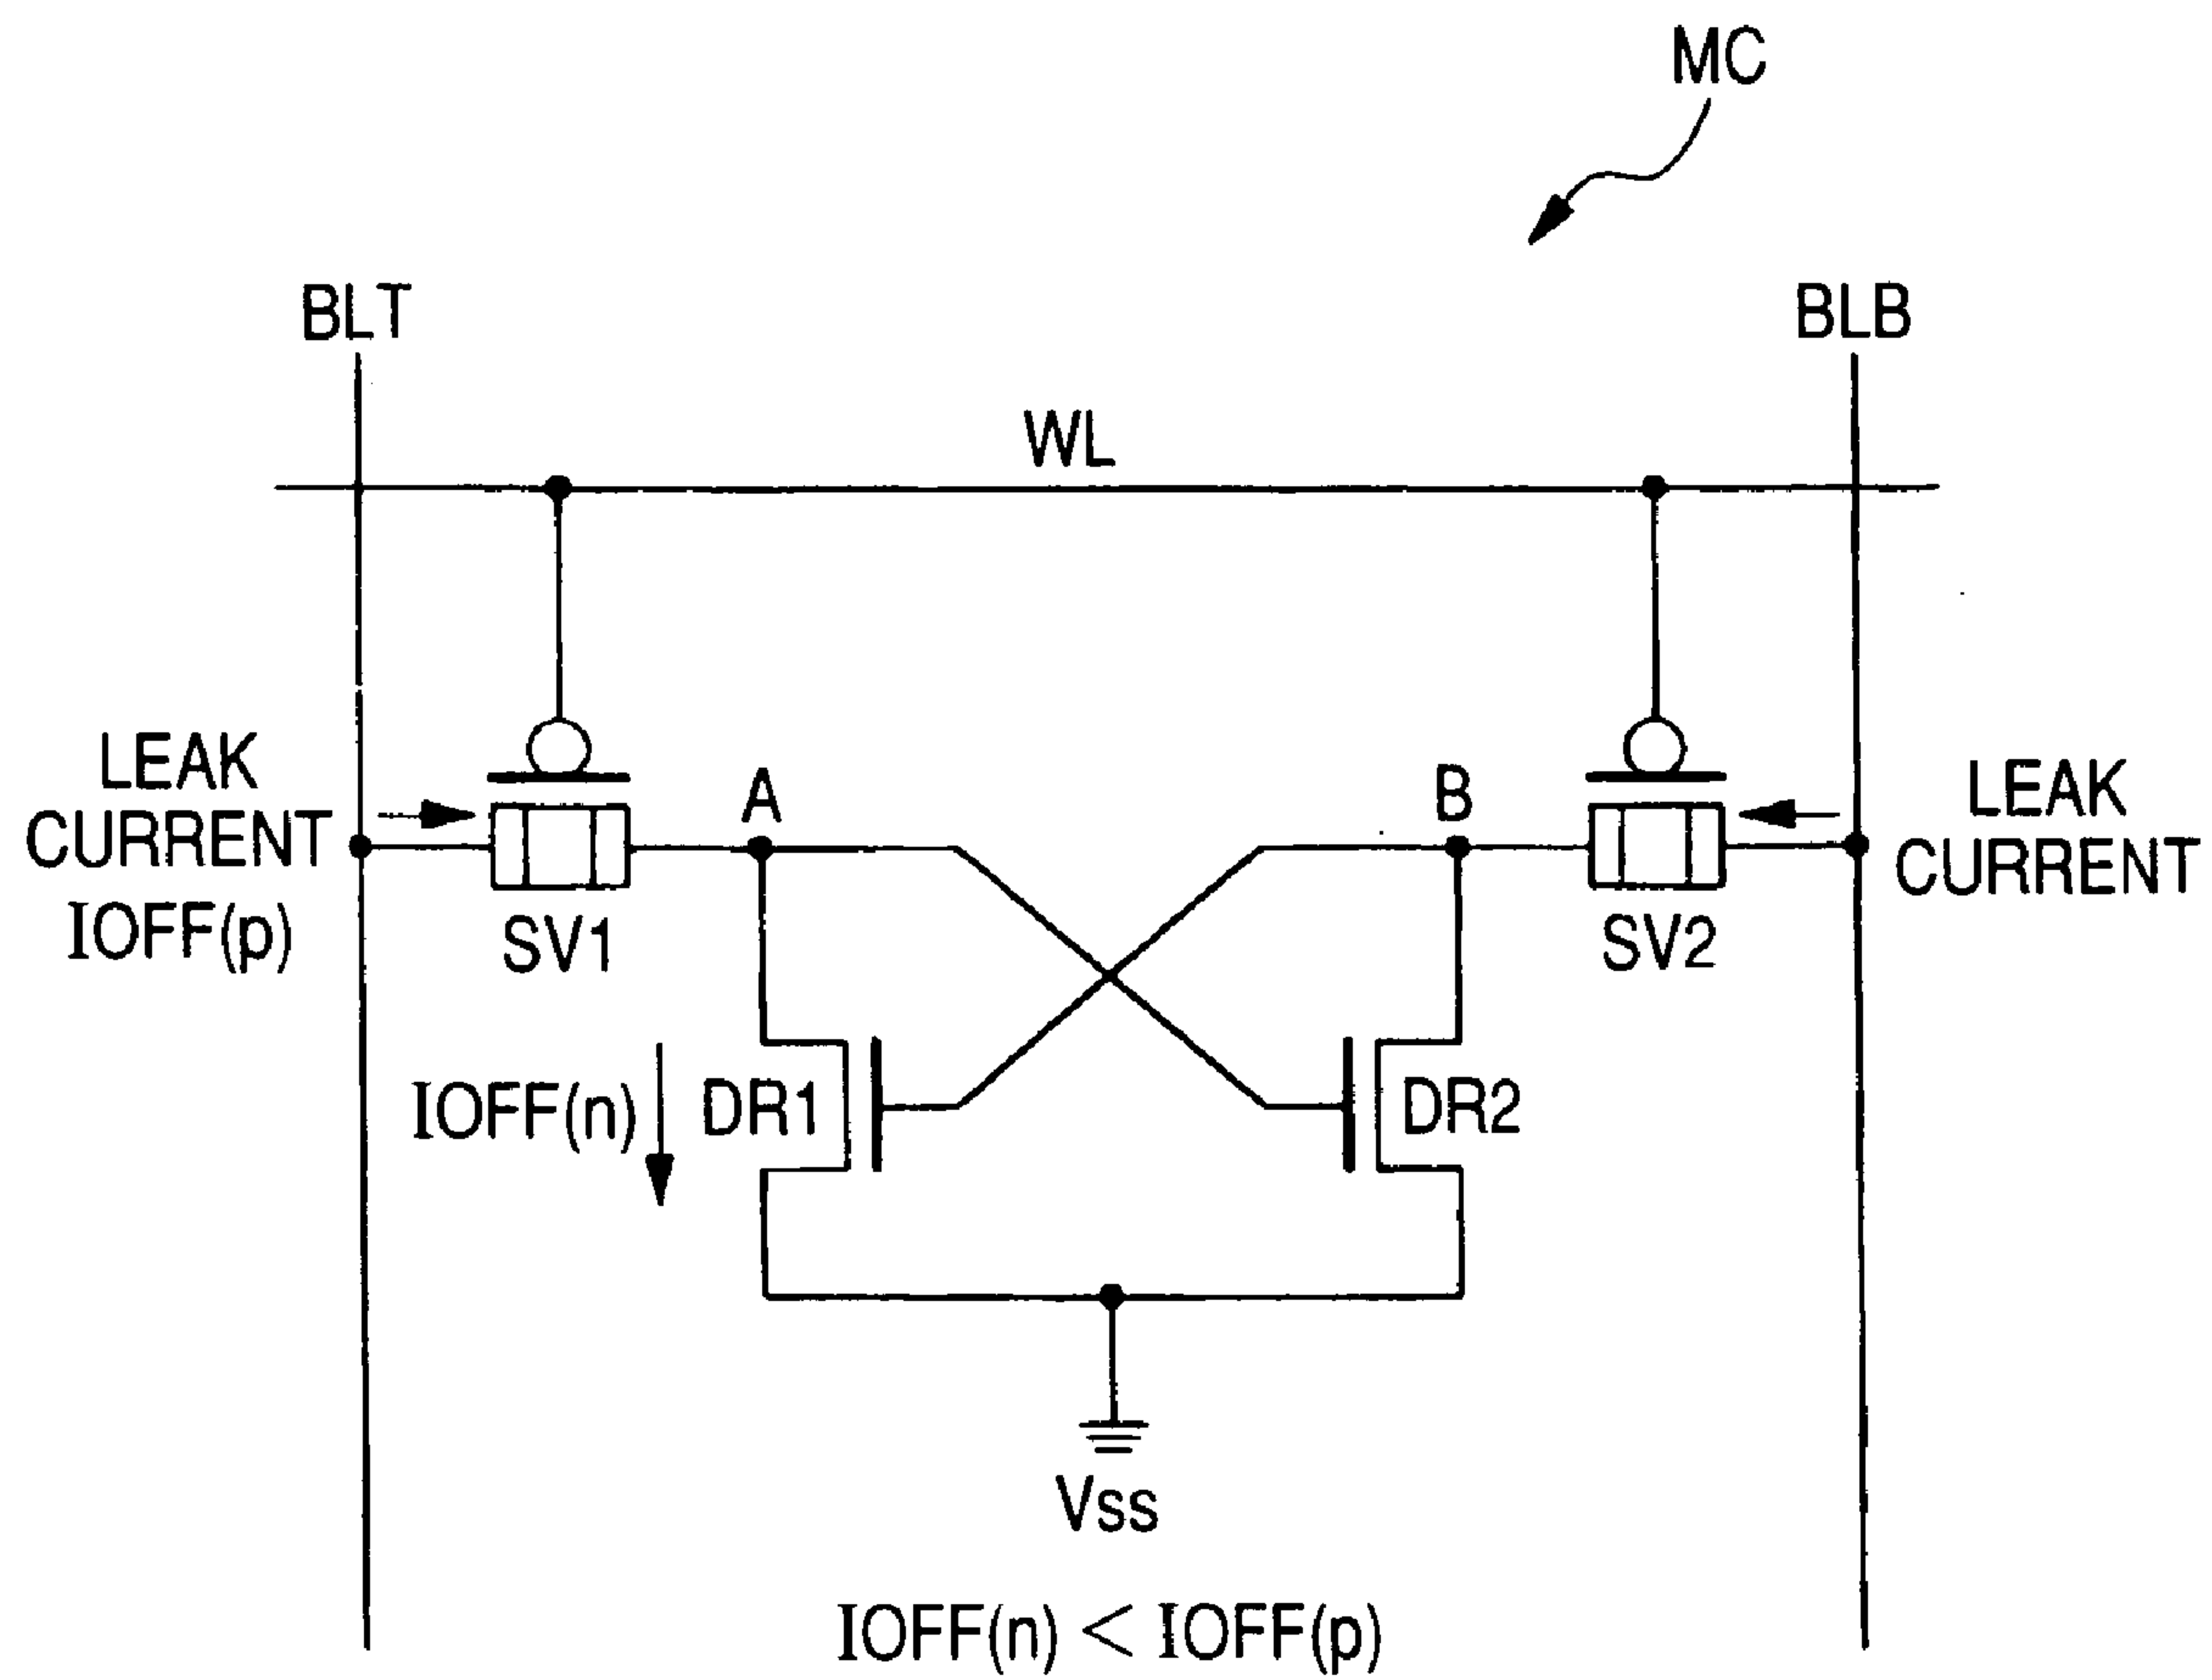 MC
BLT
BLB
WL
LEAK
CURRENT
IOFF(p)
SV1
A
B
SV2
LEAK
CURRENT
IOFF(n)
DR1
DR2
Vss
IOFF(n) < IOFF(p)